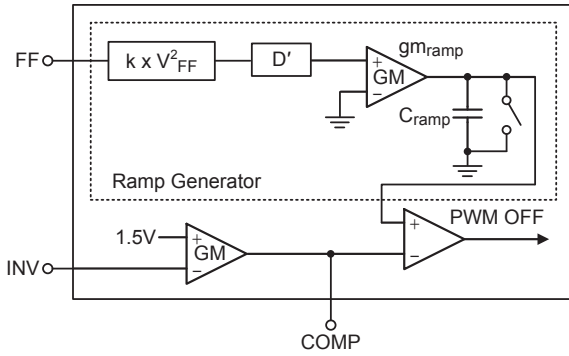 FF
k x V²FF
D′
gmramp
+
GM
−
Cramp
Ramp Generator
PWM OFF
+
−
1.5V
+
GM
−
INV
COMP